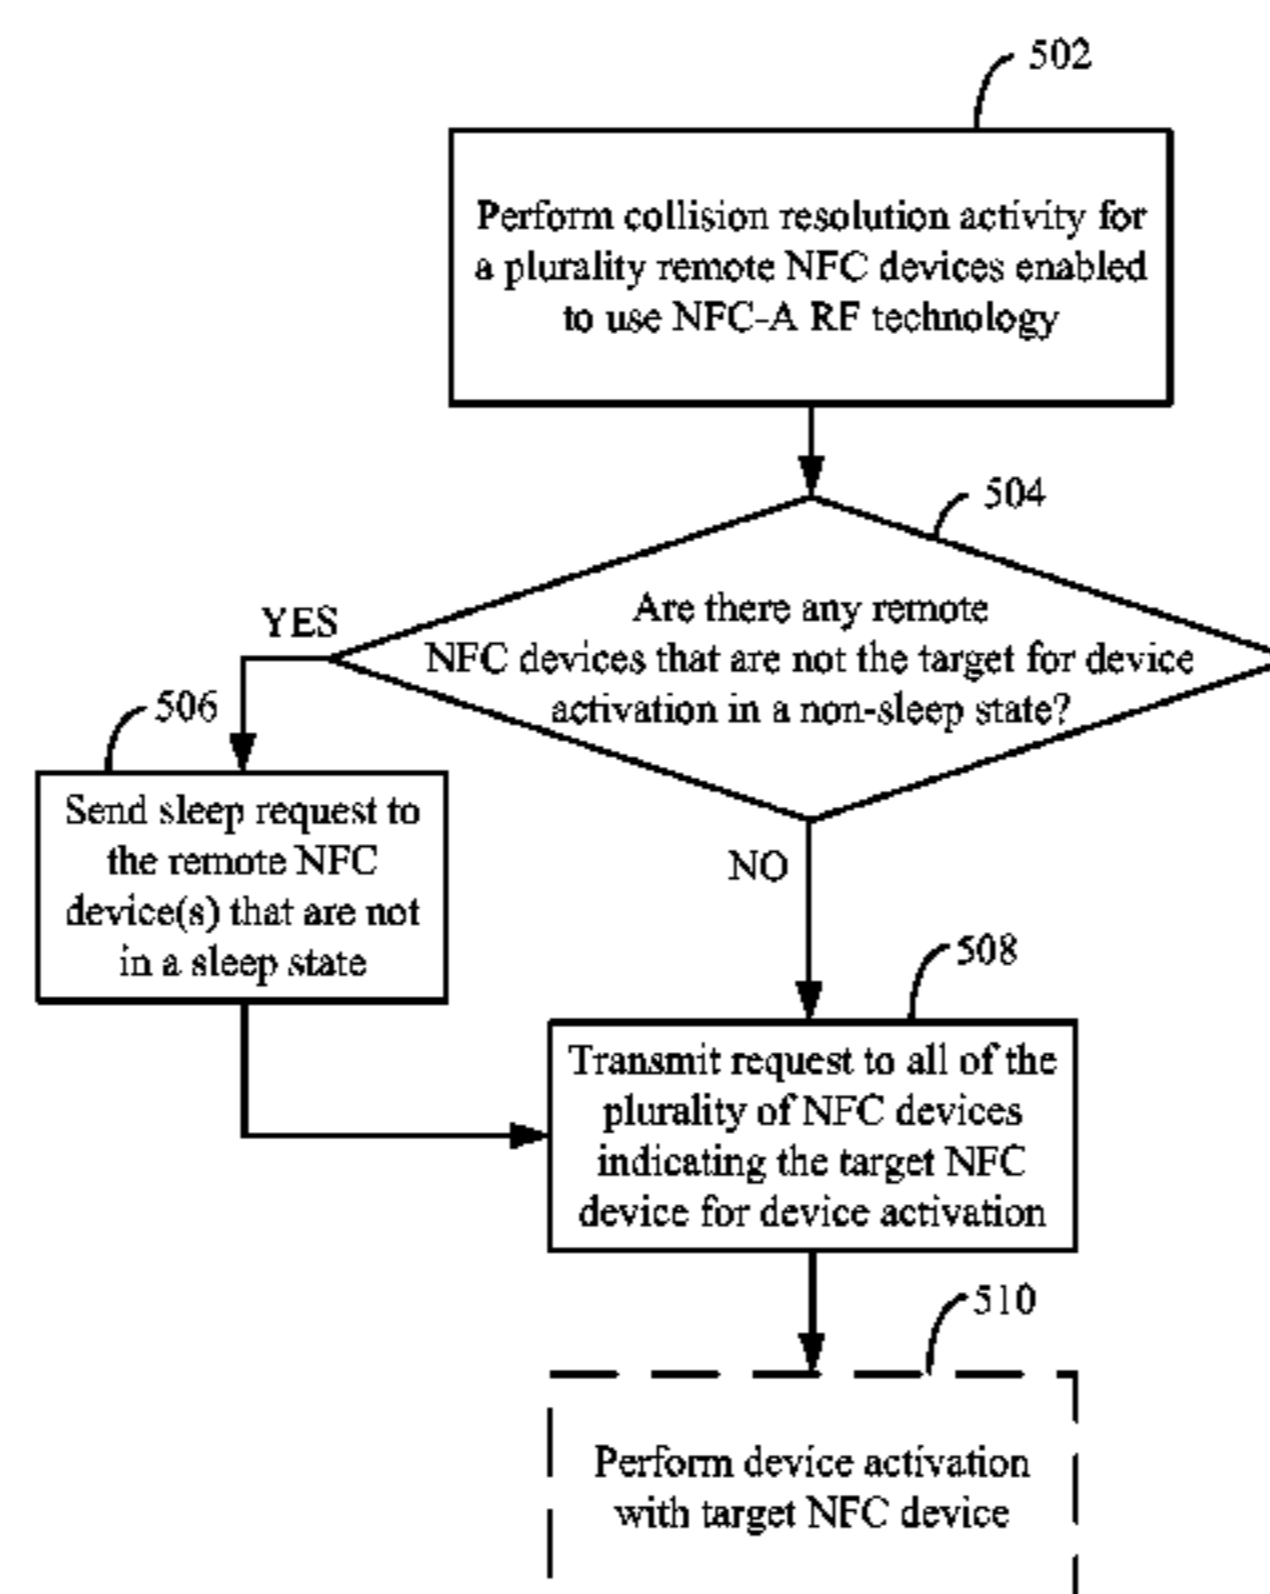 502
Perform collision resolution activity for
a plurality remote NFC devices enabled
to use NFC-A RF technology
504
Are there any remote
NFC devices that are not the target for device
activation in a non-sleep state?
YES
506
Send sleep request to
the remote NFC
device(s) that are not
in a sleep state
NO
508
Transmit request to all of the
plurality of NFC devices
indicating the target NFC
device for device activation
510
Perform device activation
with target NFC device